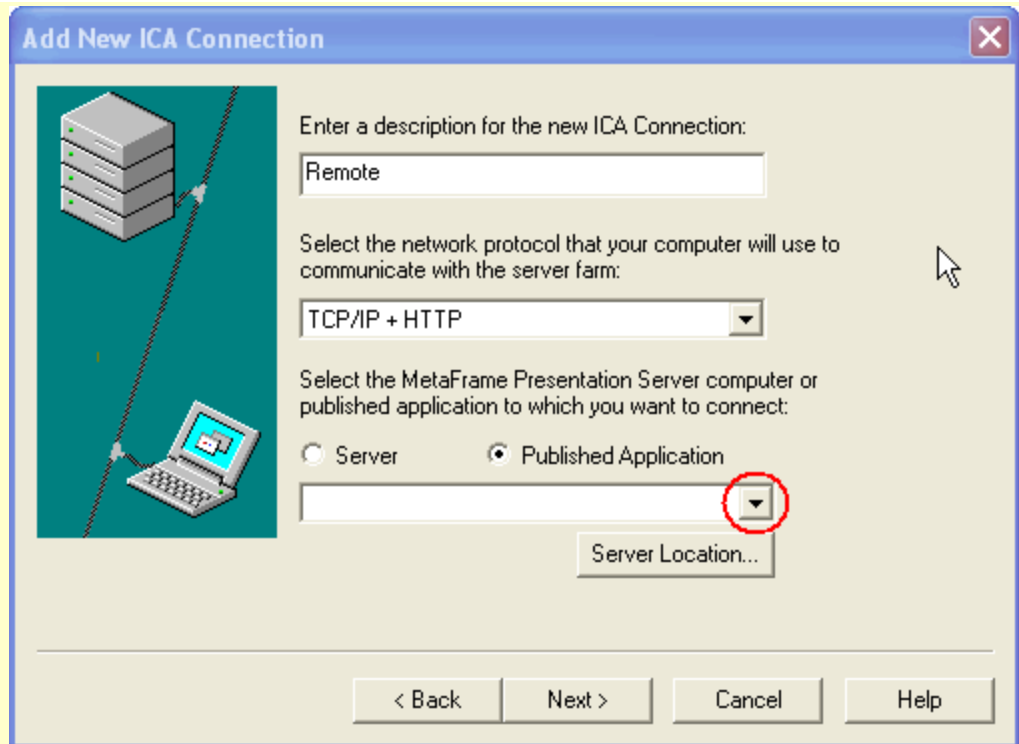 Add New ICA Connection
Enter a description for the new ICA Connection:
Remote
Select the network protocol that your computer will use to
communicate with the server farm:
TCP/IP + HTTP
Select the MetaFrame Presentation Server computer or
published application to which you want to connect:
Server Published Application
Server Location...
< Back Next > Cancel Help